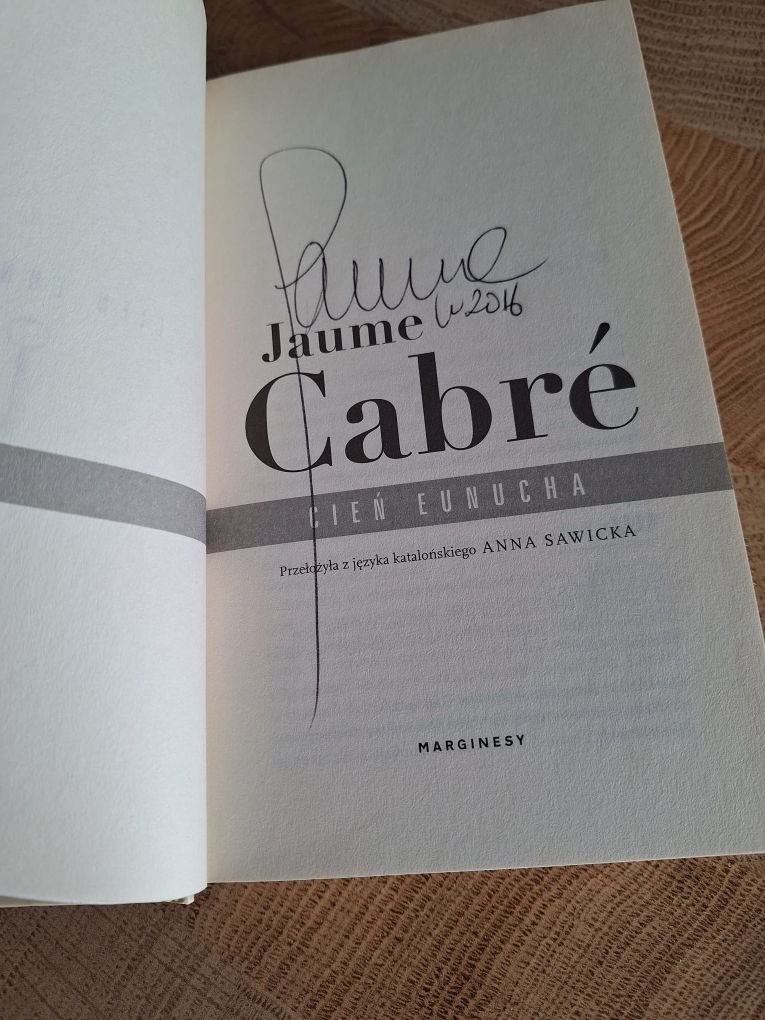 Jaume
2016
Jaume
Cabré
CIEŃ EUNUCHA
Przełożyła z języka katalońskiego ANNA SAWICKA
MARGINESY